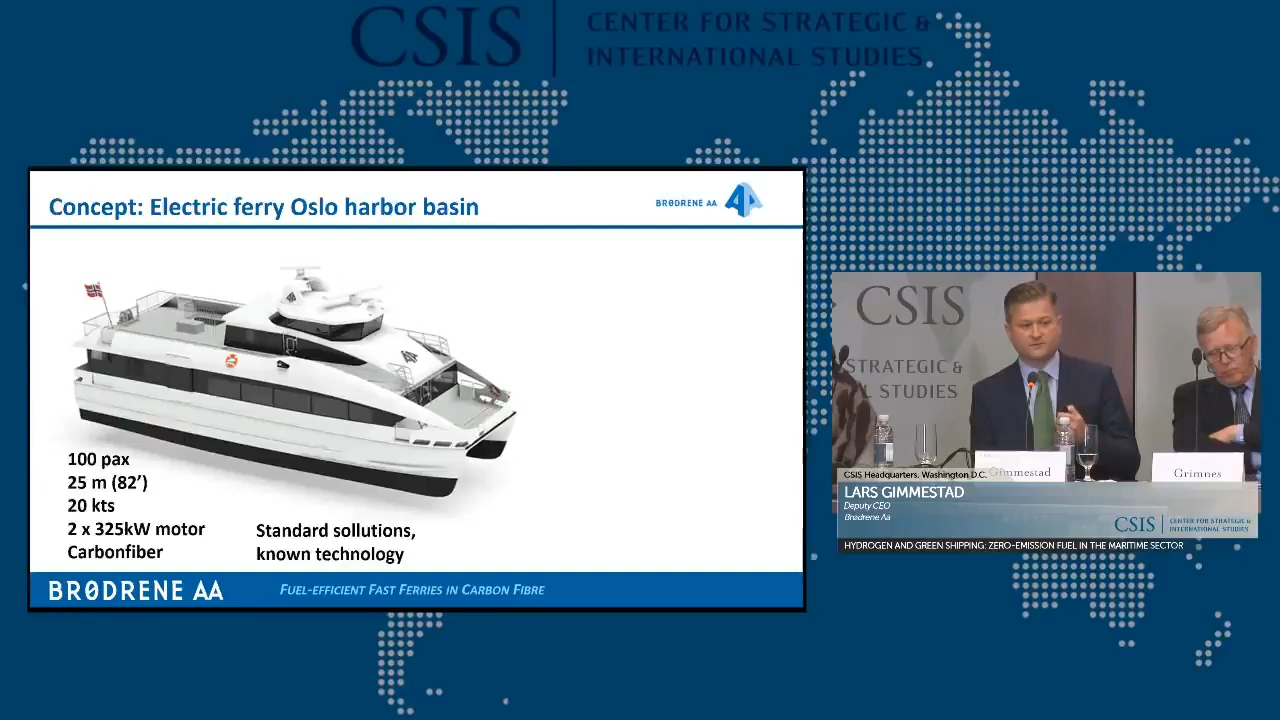 CSIS
CENTER FOR STRATEGIC &
INTERNATIONAL STUDIES
Concept: Electric ferry Oslo harbor basin
BRØDRENE AA
100 pax
25 m (82’)
20 kts
2 x 325kW motor
Carbonfiber
Standard sollutions,
known technology
BRØDRENE AA
FUEL-EFFICIENT FAST FERRIES IN CARBON FIBRE
CSIS
STRATEGIC &
L STUDIES
Gimmestad
Grimnes
CSIS Headquarters, Washington D.C.
LARS GIMMESTAD
Deputy CEO
Brødrene Aa
CSIS
CENTER FOR STRATEGIC &
INTERNATIONAL STUDIES
HYDROGEN AND GREEN SHIPPING: ZERO-EMISSION FUEL IN THE MARITIME SECTOR